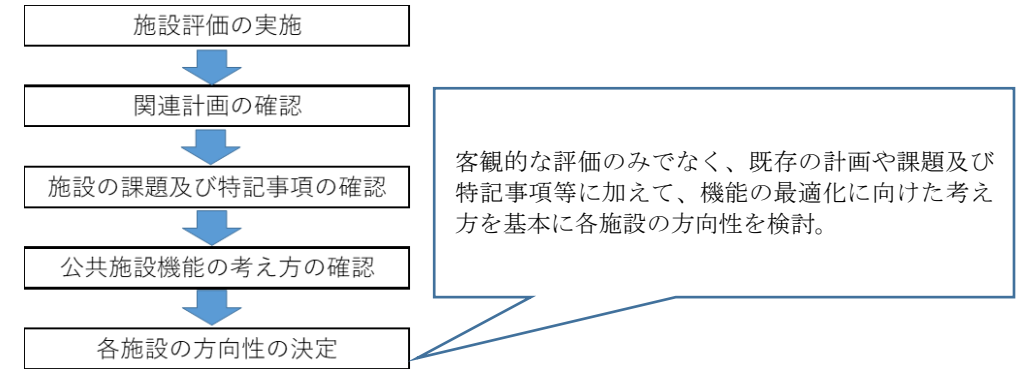 施設評価の実施
関連計画の確認
施設の課題及び特記事項の確認
公共施設機能の考え方の確認
各施設の方向性の決定
客観的な評価のみでなく、既存の計画や課題及び
特記事項等に加えて、機能の最適化に向けた考え
方を基本に各施設の方向性を検討。